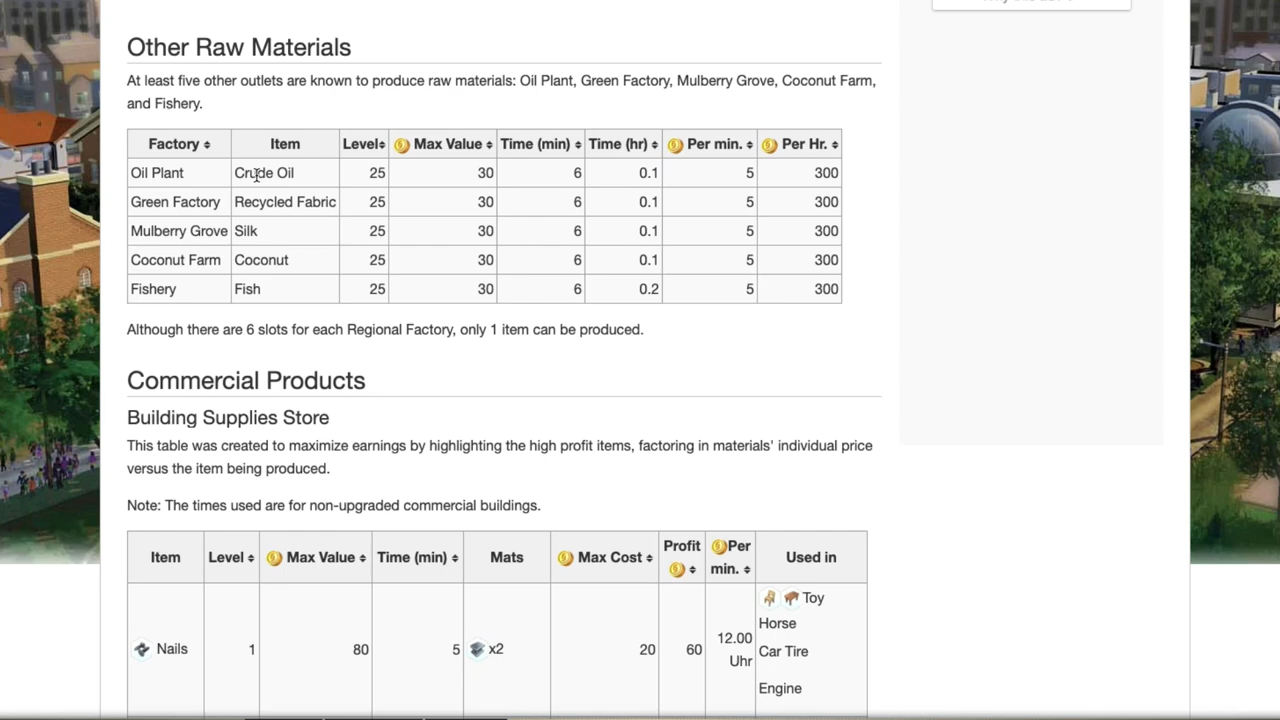 Other Raw Materials
At least five other outlets are known to produce raw materials: Oil Plant, Green Factory, Mulberry Grove, Coconut Farm,
and Fishery.
Factory Item Level Max Value Time (min) Time (hr) Per min. Per Hr.
Oil Plant Crude Oil 25 30 6 0.1 5 300
Green Factory Recycled Fabric 25 30 6 0.1 5 300
Mulberry Grove Silk 25 30 6 0.1 5 300
Coconut Farm Coconut 25 30 6 0.1 5 300
Fishery Fish 25 30 6 0.2 5 300
Although there are 6 slots for each Regional Factory, only 1 item can be produced.
Commercial Products
Building Supplies Store
This table was created to maximize earnings by highlighting the high profit items, factoring in materials' individual price
versus the item being produced.
Note: The times used are for non-upgraded commercial buildings.
Item Level Max Value Time (min) Mats Max Cost Profit Per min. Used in
Nails 1 80 5 x2 20 60 12.00 Uhr
Toy
Horse
Car Tire
Engine